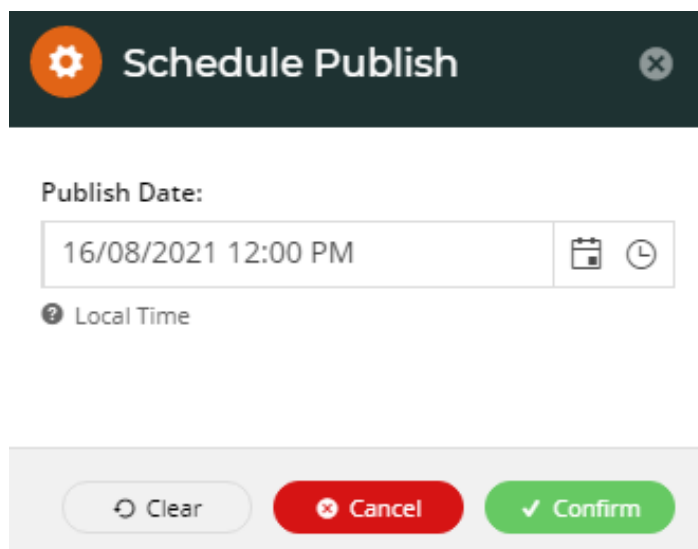 Schedule Publish
Publish Date:
16/08/2021 12:00 PM
Local Time
Clear Cancel Confirm